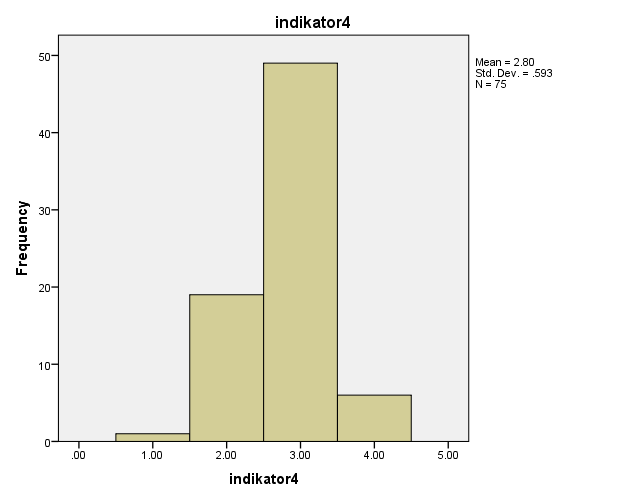 indikator4
Mean = 2.80
Std. Dev. = .593
N = 75
Frequency
50
40
30
20
10
0
.00 1.00 2.00 3.00 4.00 5.00
indikator4